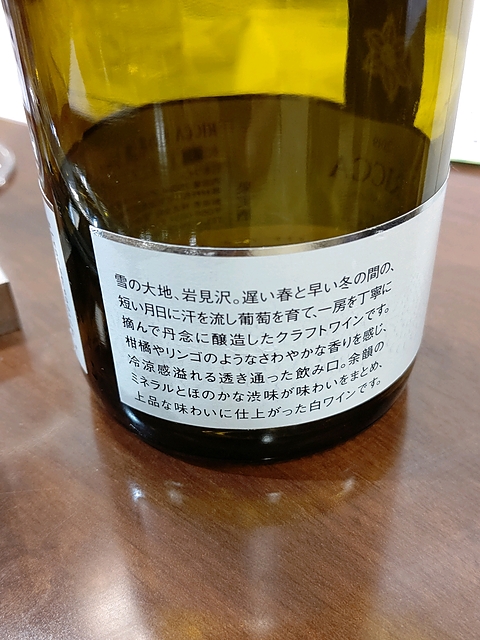 雪の大地、岩見沢。遅い春と早い冬の間の、
短い月日に汗を流し葡萄を育て、一房を丁寧に
摘んで丹念に醸造したクラフトワインです。
柑橘やリンゴのようなさわやかな香りを感じ、
冷涼感溢れる透き通った飲み口。余韻の
ミネラルとほのかな渋味が味わいをまとめ、
上品な味わいに仕上がった白ワインです。